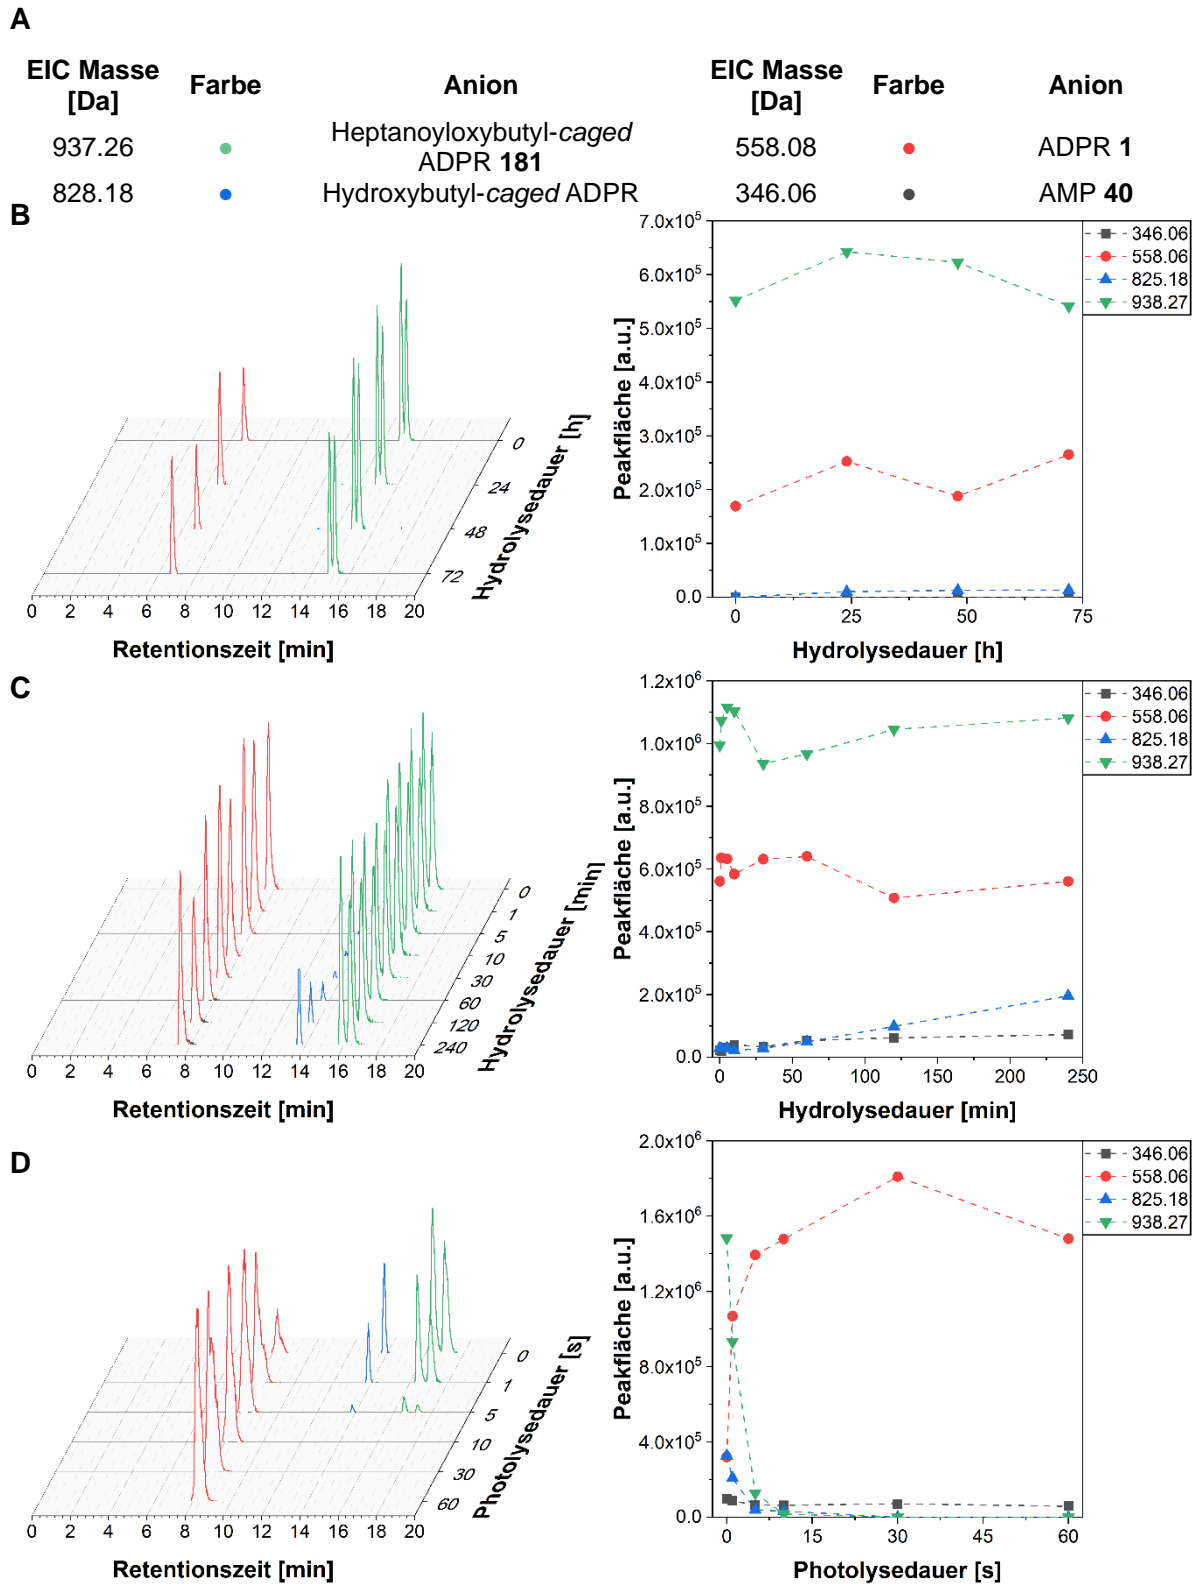 A
EIC Masse [Da] Farbe Anion EIC Masse [Da] Farbe Anion
937.26 Heptanoyloxybutyl-caged ADPR 181 558.08 ADPR 1
828.18 Hydroxybutyl-caged ADPR 346.06 AMP 40
B
0
24
48
72
Hydrolysedauer [h]
0 2 4 6 8 10 12 14 16 18 20
Retentionszeit [min]
7.0x10⁵
6.0x10⁵
5.0x10⁵
4.0x10⁵
3.0x10⁵
2.0x10⁵
1.0x10⁵
0.0
Peakfläche [a.u.]
346.06
558.06
825.18
938.27
0 25 50 75
Hydrolysedauer [h]
C
0
1
5
10
30
60
120
240
Hydrolysedauer [min]
0 2 4 6 8 10 12 14 16 18 20
Retentionszeit [min]
1.2x10⁶
1.0x10⁶
8.0x10⁵
6.0x10⁵
4.0x10⁵
2.0x10⁵
0.0
Peakfläche [a.u.]
346.06
558.06
825.18
938.27
0 50 100 150 200 250
Hydrolysedauer [min]
D
0
1
5
10
30
60
Photolysedauer [s]
0 2 4 6 8 10 12 14 16 18 20
Retentionszeit [min]
2.0x10⁶
1.6x10⁶
1.2x10⁶
8.0x10⁵
4.0x10⁵
0.0
Peakfläche [a.u.]
346.06
558.06
825.18
938.27
0 15 30 45 60
Photolysedauer [s]